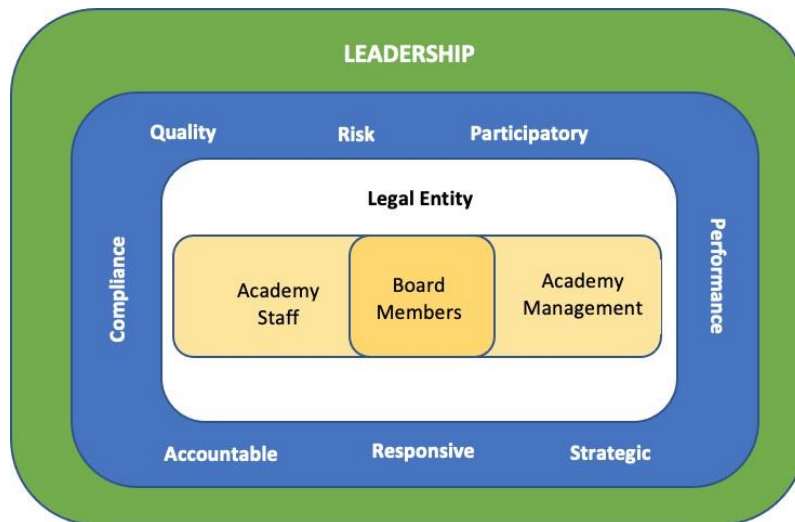 LEADERSHIP
Quality Risk Participatory
Legal Entity
Compliance
Performance
Academy
Staff
Board
Members
Academy
Management
Accountable Responsive Strategic